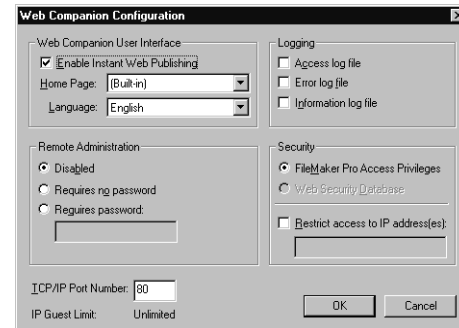 Web Companion Configuration
Web Companion User Interface
Enable Instant Web Publishing
Home Page: (Built-in)
Language: English
Logging
Access log file
Error log file
Information log file
Remote Administration
Disabled
Requires no password
Requires password:
Security
FileMaker Pro Access Privileges
Web Security Database
Restrict access to IP address(es):
TCP/IP Port Number: 80
IP Guest Limit: Unlimited
OK
Cancel